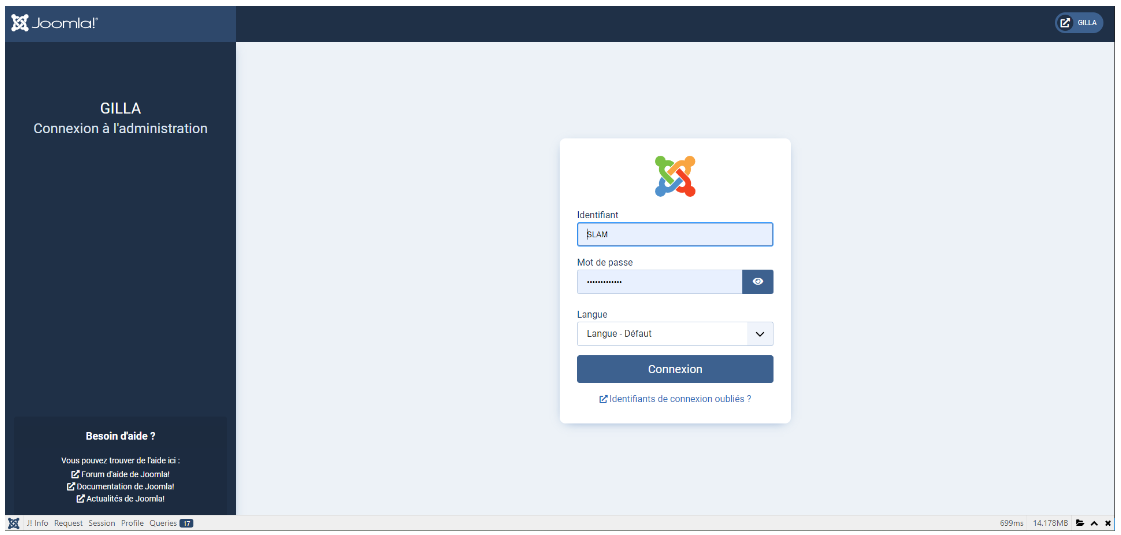 Joomla!
GILLA
GILLA
Connexion à l'administration
Identifiant
SLAM
Mot de passe
•••••••••••••
Langue
Langue - Défaut
Connexion
Identifiants de connexion oubliés ?
Besoin d'aide ?
Vous pouvez trouver de l'aide ici :
Forum d'aide de Joomla!
Documentation de Joomla!
Actualités de Joomla!
J! Info Request Session Profile Queries 17
699ms 14.178MB